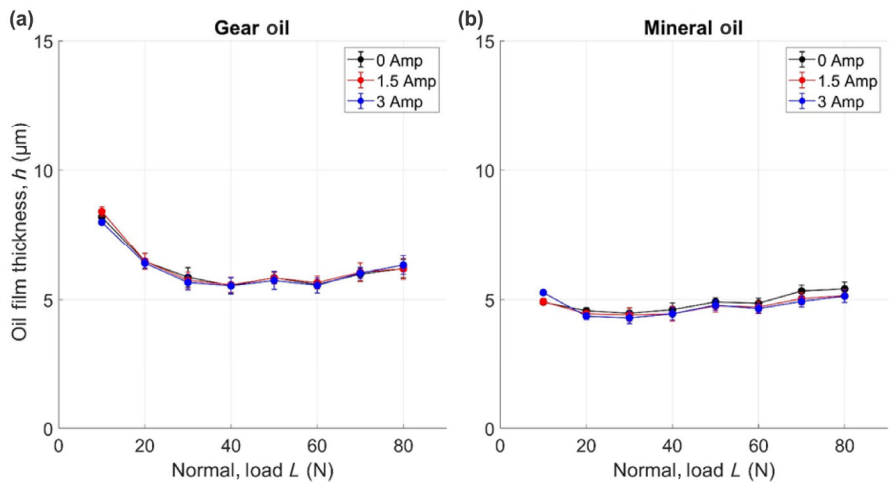 (a)
Gear oil
15
10
5
0
0 Amp
1.5 Amp
3 Amp
Oil film thickness, h (μm)
0 20 40 60 80
Normal, load L (N)
(b)
Mineral oil
15
10
5
0
0 Amp
1.5 Amp
3 Amp
0 20 40 60 80
Normal, load L (N)